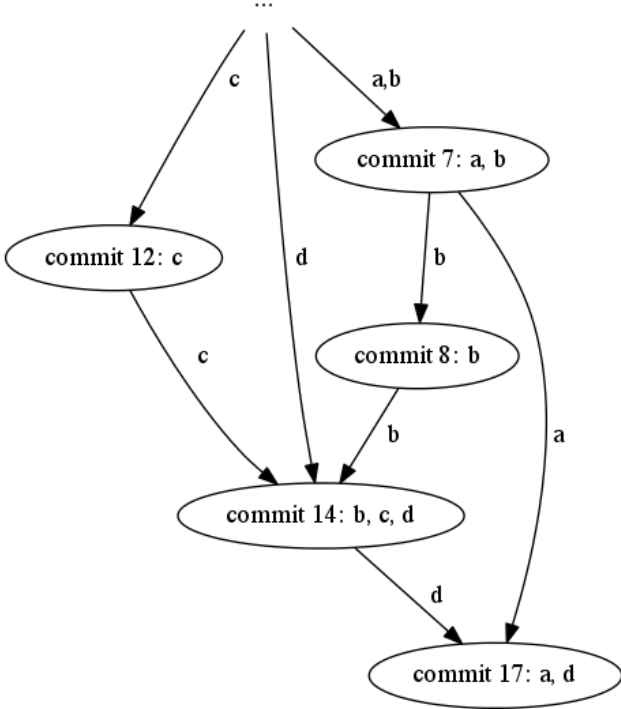 ...
c
a,b
commit 7: a, b
commit 12: c
d
b
commit 8: b
c
b
a
commit 14: b, c, d
d
commit 17: a, d